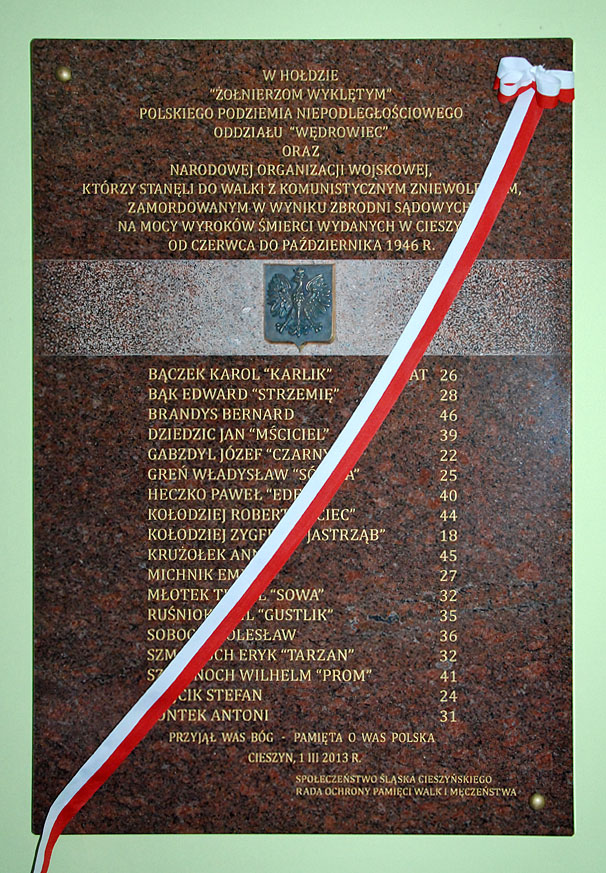 W HOŁDZIE
"ŻOŁNIERZOM WYKLĘTYM"
POLSKIEGO PODZIEMIA NIEPODLEGŁOŚCIOWEGO
ODDZIAŁU "WĘDROWIEC"
ORAZ
NARODOWEJ ORGANIZACJI WOJSKOWEJ,
KTÓRZY STANĘLI DO WALKI Z KOMUNISTYCZNYM
ZAMORDOWANYM W WYNIKU ZBRODNI SĄDOWYCH
NA MOCY WYROKÓW ŚMIERCI WYDANYCH W
OD CZERWCA DO PAŹDZIERNIKA 1946 R.
BĄCZEK KAROL "KARLIK" 26
BĄK EDWARD "STRZEMIĘ" 28
BRANDYS BERNARD 46
DZIEDZIC JAN "MŚCICIEL" 39
GABZDYL JÓZEF "CZARNY 22
GREŃ WŁADYSŁAW 25
HECZKO PAWEŁ 40
KOŁODZIEJ ROBERT 44
KOŁODZIEJ JASTRZĄB" 18
KRUŻOŁEK 45
MICHNIK 27
MŁOTEK "SOWA" 32
"GUSTLIK" 35
36
ERYK "TARZAN" 32
WILHELM "PROM" 41
STEFAN 24
ANTONI 31
PRZYJĄŁ WAS BÓG - PAMIĘTA O WAS POLSKA
CIESZYN, 1 III 2013 R.
SPOŁECZEŃSTWO ŚLĄSKA CIESZYŃSKIEGO
RADA OCHRONY PAMIĘCI WALK I MĘCZEŃSTWA